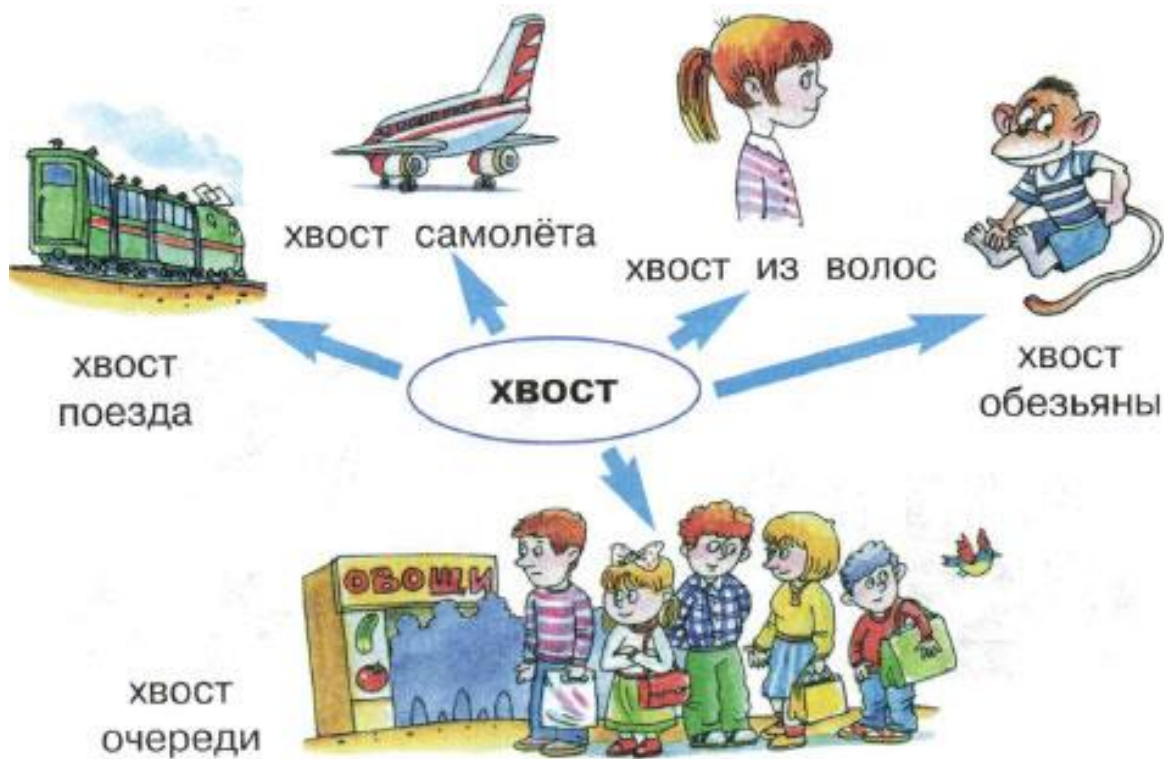 хвост самолёта
хвост из волос
хвост
поезда
хвост
хвост
обезьяны
ОВОЩИ
хвост
очереди